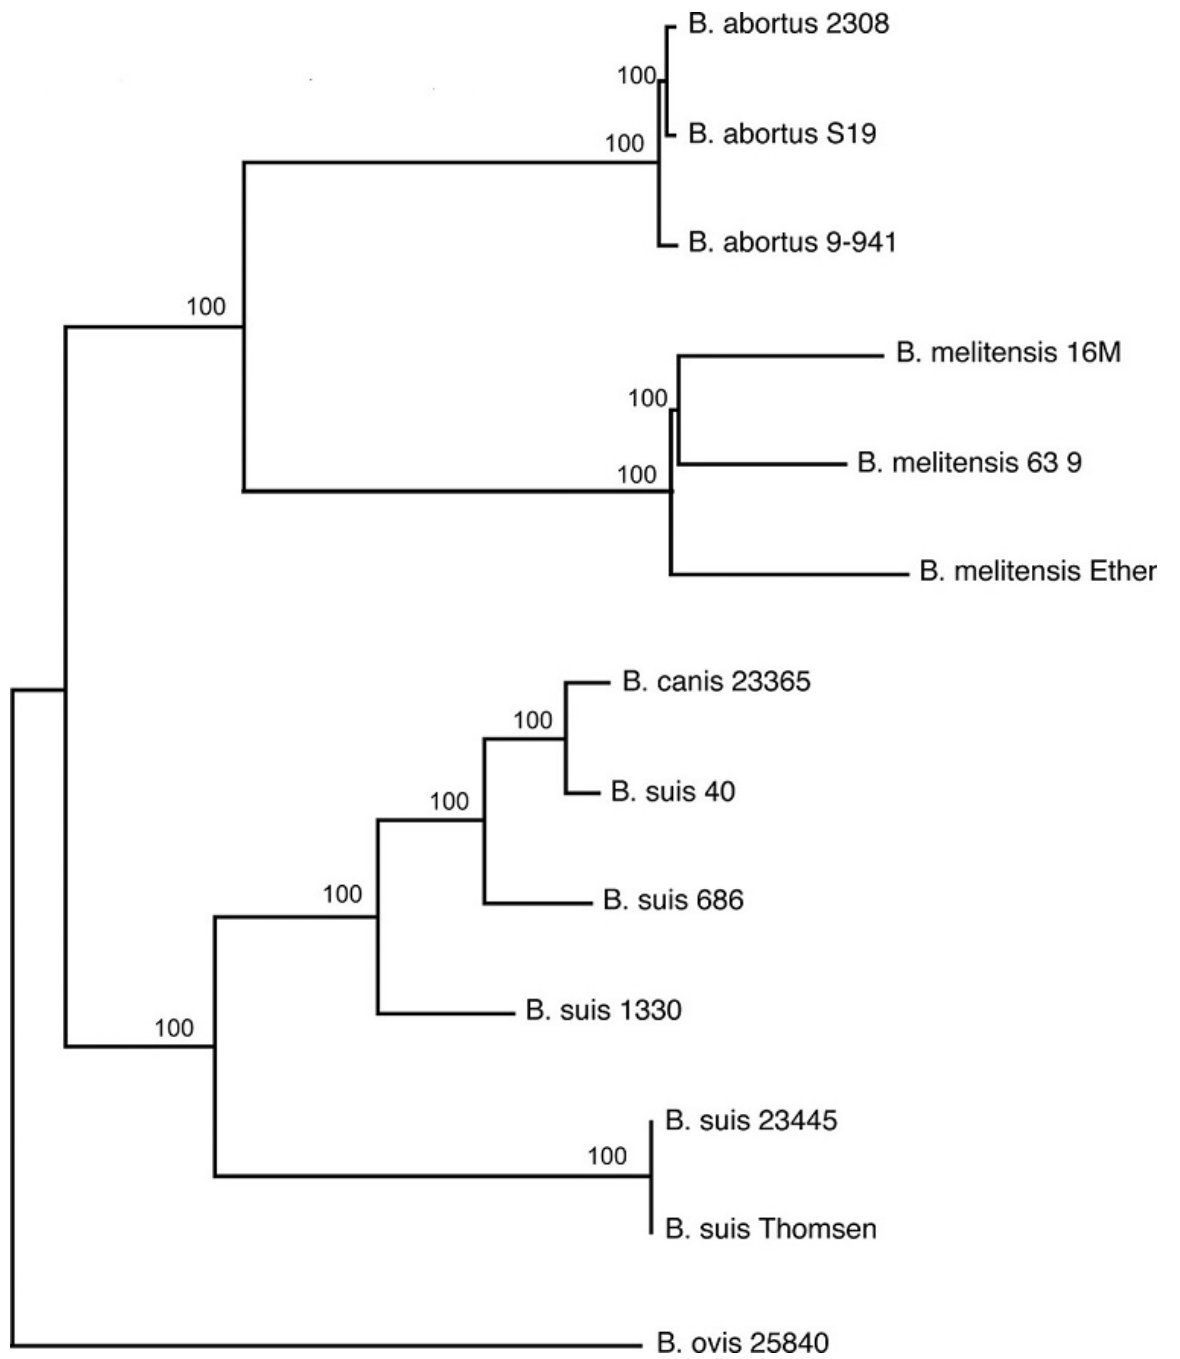 B. abortus 2308
100
B. abortus S19
100
B. abortus 9-941
100
B. melitensis 16M
100
B. melitensis 63 9
100
B. melitensis Ether
B. canis 23365
100
B. suis 40
100
B. suis 686
100
B. suis 1330
100
B. suis 23445
100
B. suis Thomsen
B. ovis 25840